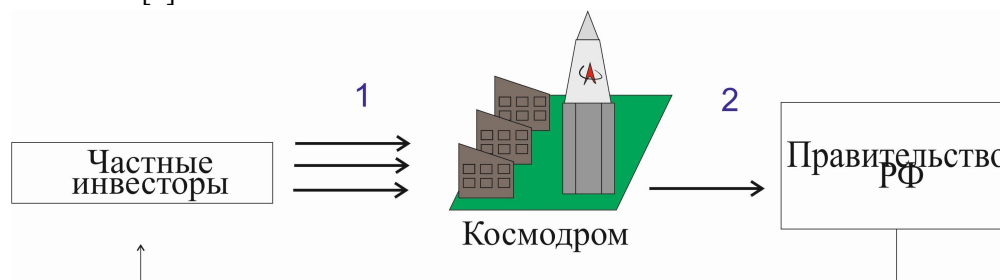 1
2
Частные
инвесторы
Правительство
РФ
Космодром